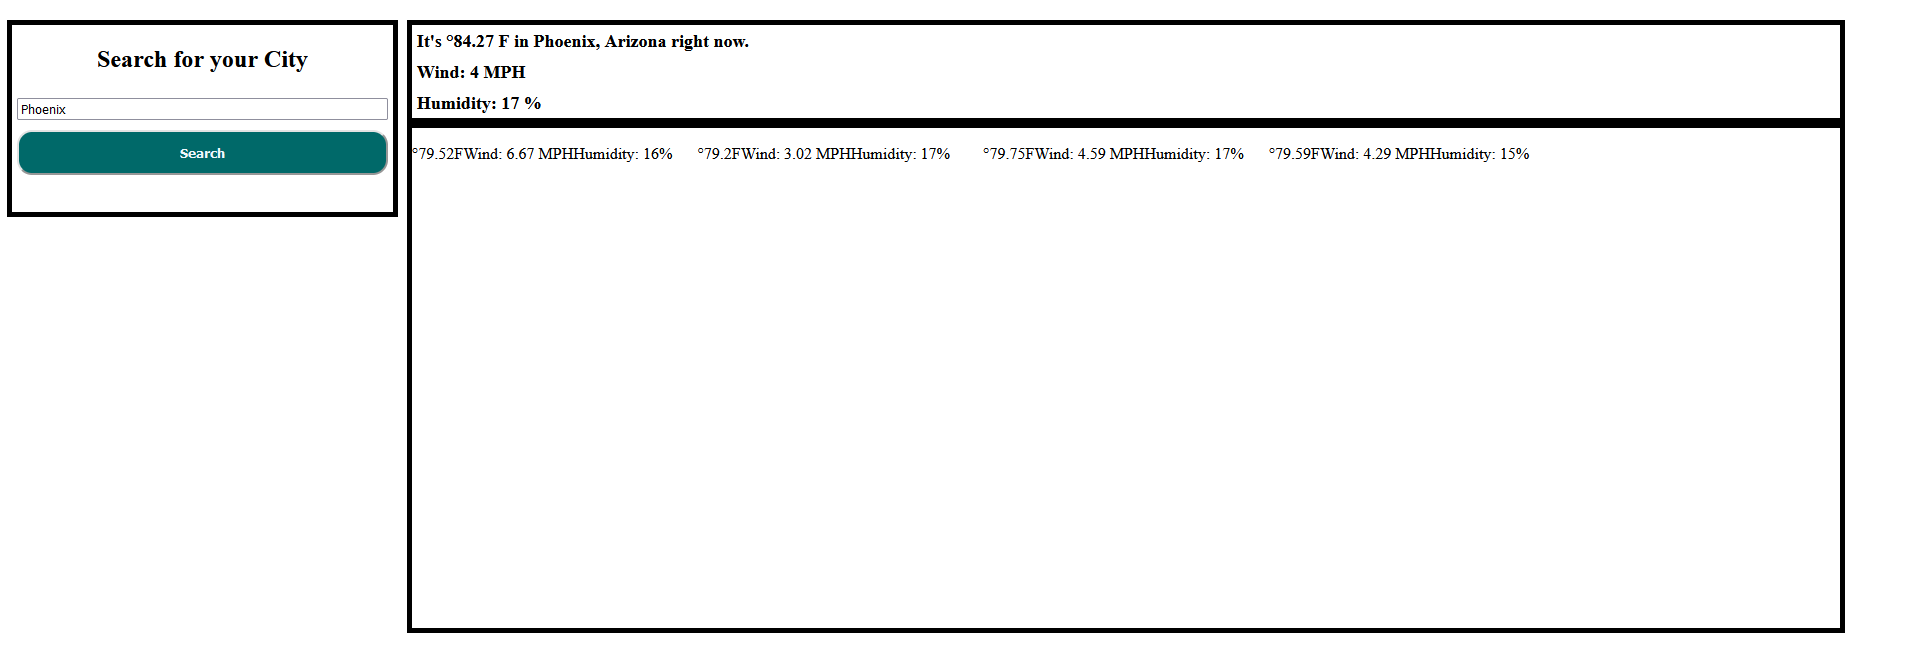 Search for your City
Phoenix
Search
It's °84.27 F in Phoenix, Arizona right now.
Wind: 4 MPH
Humidity: 17 %
°79.52FWind: 6.67 MPHHumidity: 16% °79.2FWind: 3.02 MPHHumidity: 17% °79.75FWind: 4.59 MPHHumidity: 17% °79.59FWind: 4.29 MPHHumidity: 15%